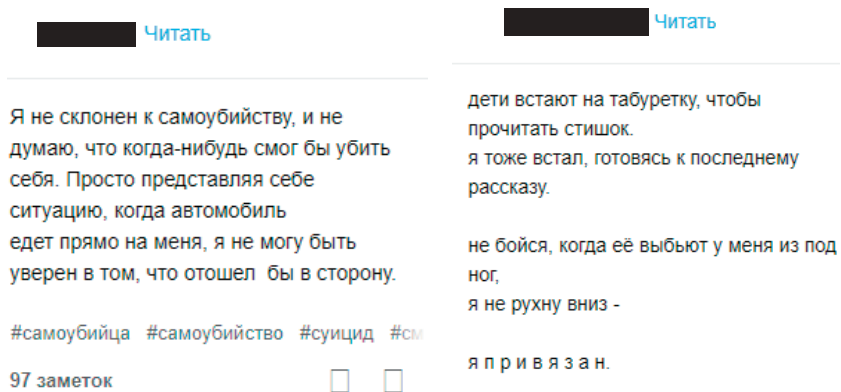 Читать
Я не склонен к самоубийству, и не
думаю, что когда-нибудь смог бы убить
себя. Просто представляя себе
ситуацию, когда автомобиль
едет прямо на меня, я не могу быть
уверен в том, что отошел  бы в сторону.
#самоубийца #самоубийство #суицид #см
97 заметок
Читать
дети встают на табуретку, чтобы
прочитать стишок.
я тоже встал, готовясь к последнему
рассказу.
не бойся, когда её выбьют у меня из под
ног,
я не рухну вниз -
я п р и в я з а н.